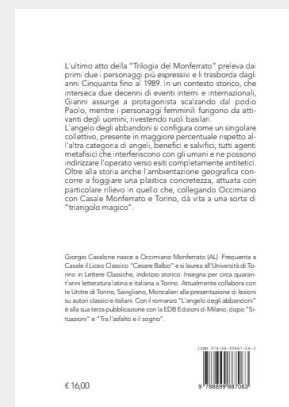 L'ultimo atto della "Trilogia del Monferrato" preleva dai
primi due i personaggi più espressivi e li trasborda dagli
anni Cinquanta fino al 1989. In un contesto storico, che
interseca due decenni di eventi interni e internazionali,
Gianni assurge a protagonista scalzando dal podio
Paolo, mentre i personaggi femminili fungono da atti-
vanti degli uomini, rivestendo ruoli basilari.
L'angelo degli abbandoni si configura come un singolare
collettivo, presente in maggiore percentuale rispetto al-
l'altra categoria di angeli, benefici e salvifici; tutti agenti
metafisici che interferiscono con gli umani e ne possono
indirizzare l'operato verso esiti completamente antitetici.
Oltre alla storia anche l'ambientazione geografica con-
corre a foggiare una plastica concretezza, attuata con
particolare rilievo in quello che, collegando Occimiano
con Casale Monferrato e Torino, dà vita a una sorta di
"triangolo magico".
Giorgio Casalone nasce a Occimiano (AL). Frequenta a
Casale il Liceo Classico "Cesare Balbo" e si laurea all'Università di To-
rino in Lettere Classiche, indirizzo storico. Insegna per circa quaran-
t'anni letteratura latina e italiana a Torino. Attualmente collabora con
le Unitre di Torino, Savigliano, Moncalieri alla presentazione di lezioni
su autori classici e italiani. Con il romanzo "L'angelo degli abbandoni"
è alla sua terza pubblicazione con la EDB Edizioni di Milano, dopo "Si-
tuazioni" e "Tra l'asfalto e il sogno".
€ 16,00